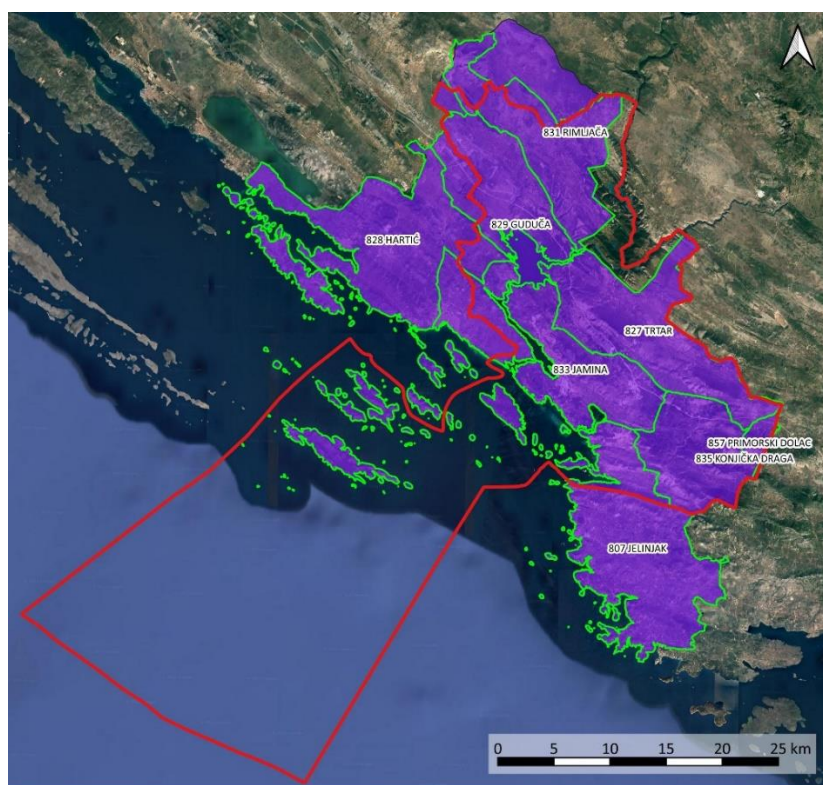 831 RIMLJAČA
829 GUDUČA
828 HARTIĆ
827 TRTAR
833 JAMINA
857 PRIMORSKI DOLAC
835 KONJIČKA DRAGA
807 JELINJAK
0 5 10 15 20 25 km